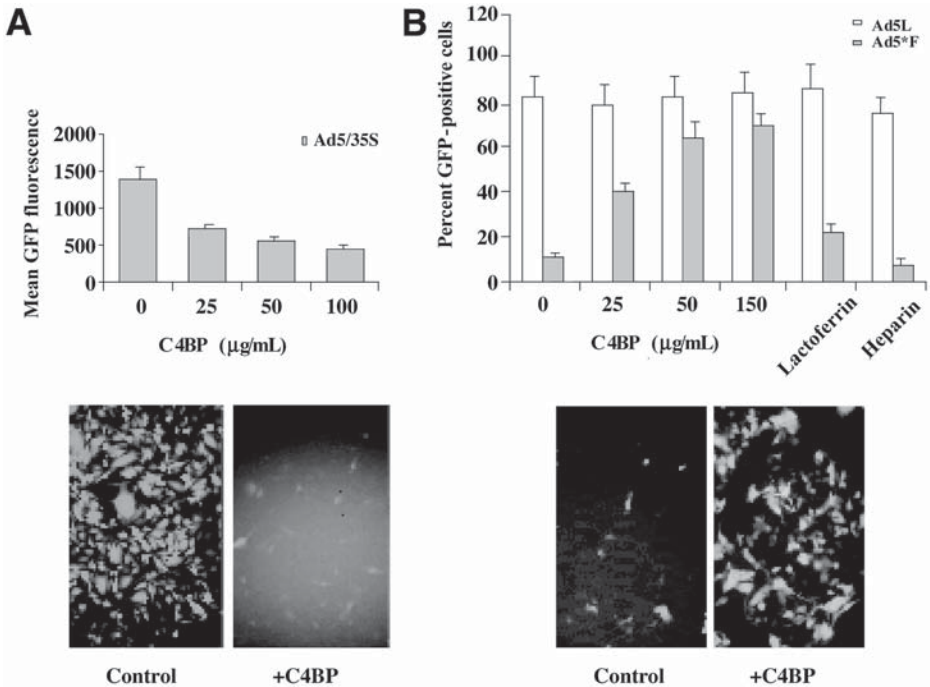 A
Mean GFP fluorescence
2000
1500
1000
500
0
Ad5/35S
0 25 50 100
C4BP (μg/mL)
Control +C4BP
B
Percent GFP-positive cells
120
100
80
60
40
20
0
Ad5L
Ad5*F
0 25 50 150 Lactoferrin Heparin
C4BP (μg/mL)
Control +C4BP